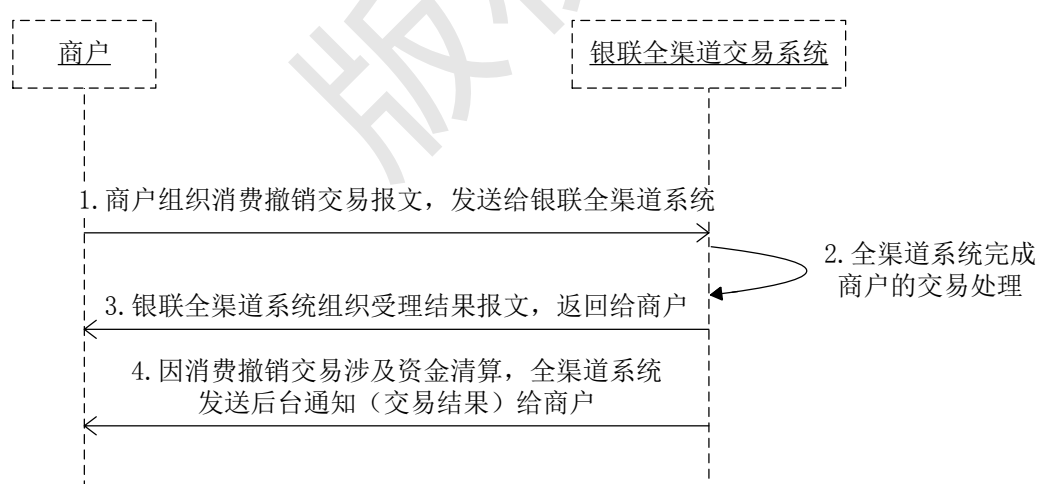 版
商户
银联全渠道交易系统
1.商户组织消费撤销交易报文，发送给银联全渠道系统
2.全渠道系统完成
商户的交易处理
3.银联全渠道系统组织受理结果报文，返回给商户
4.因消费撤销交易涉及资金清算，全渠道系统
发送后台通知（交易结果）给商户